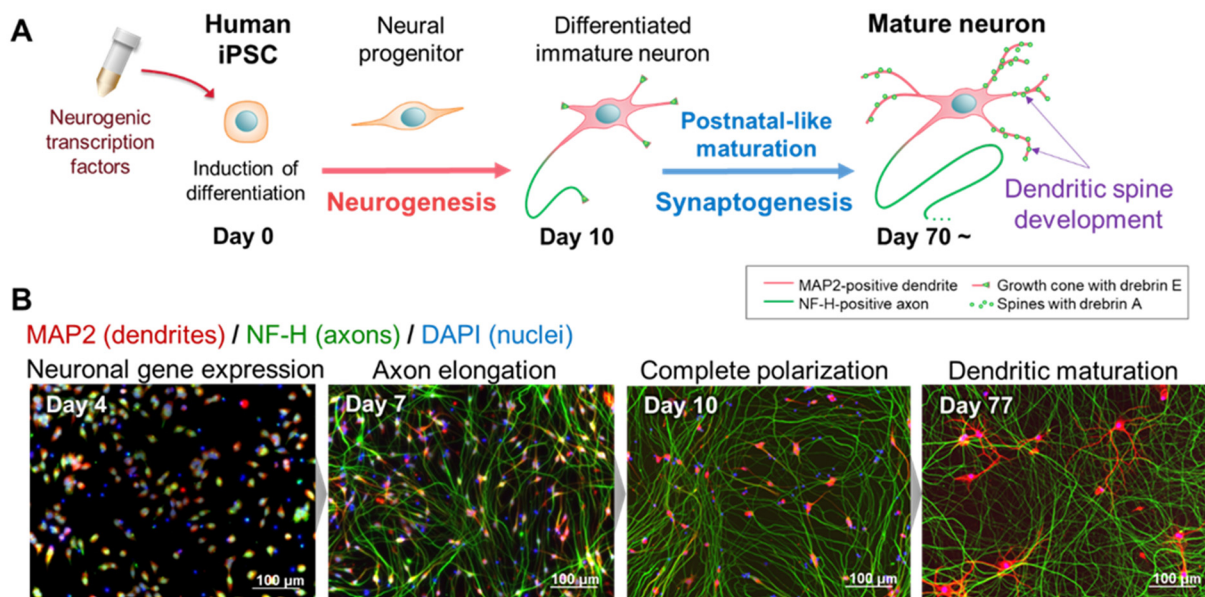 A
Neurogenic
transcription
factors
Human
iPSC
Induction of
differentiation
Day 0
Neural
progenitor
Neurogenesis
Differentiated
immature neuron
Day 10
Postnatal-like
maturation
Synaptogenesis
Mature neuron
Day 70 ~
Dendritic spine
development
MAP2-positive dendrite
Growth cone with drebrin E
NF-H-positive axon
Spines with drebrin A
B
MAP2 (dendrites) / NF-H (axons) / DAPI (nuclei)
Neuronal gene expression
Axon elongation
Complete polarization
Dendritic maturation
Day 4
Day 7
Day 10
Day 77
100 μm
100 μm
100 μm
100 μm